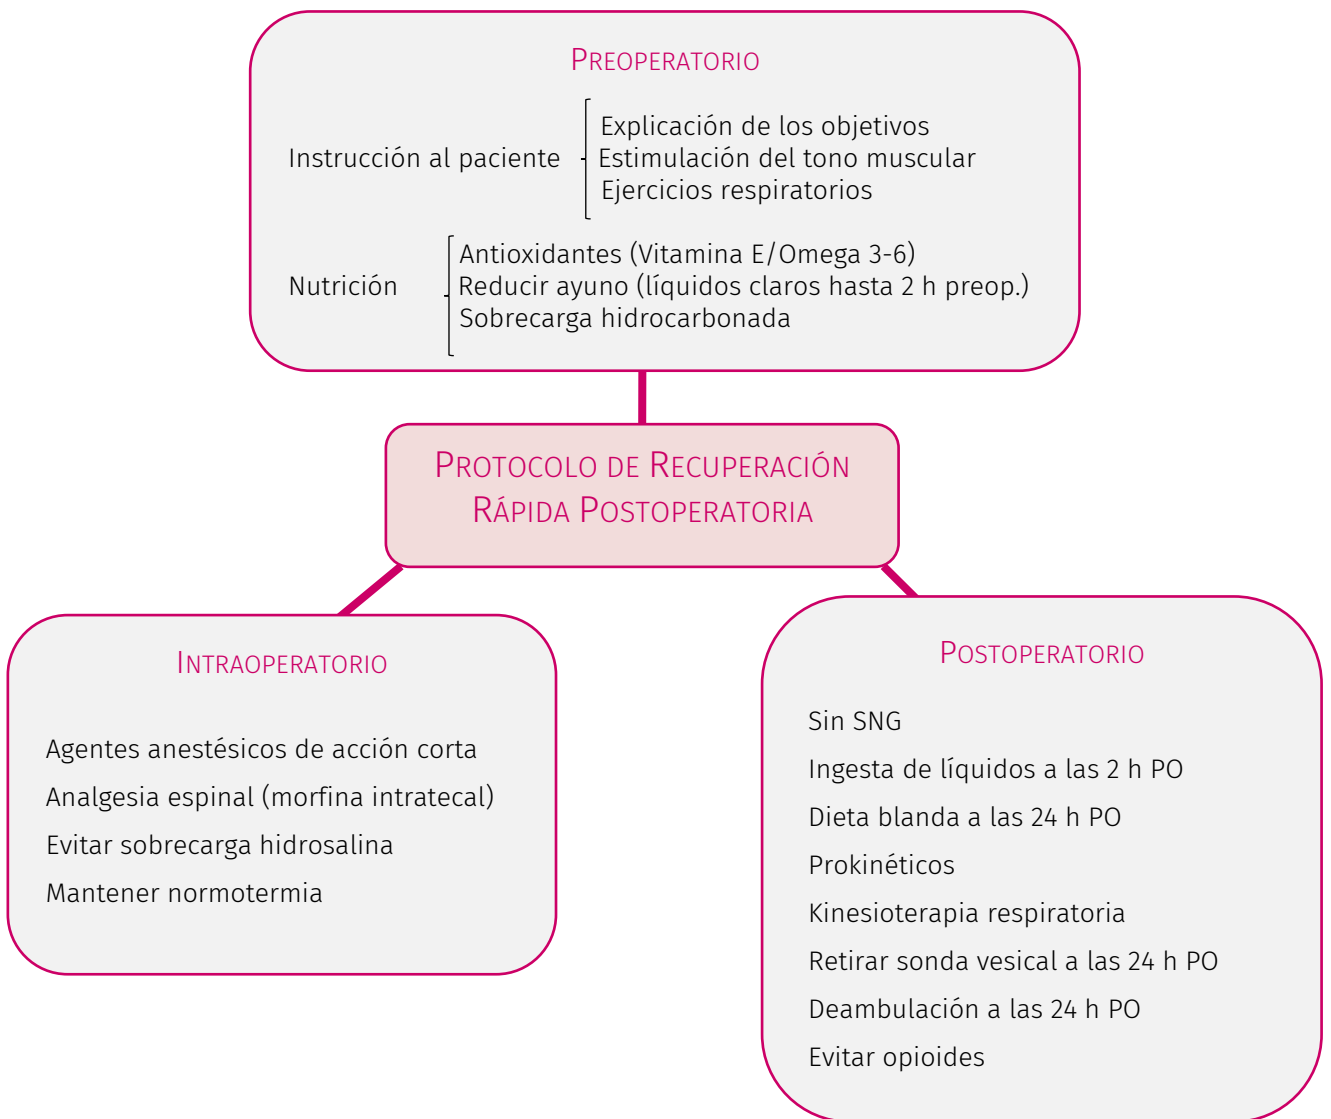 PREOPERATORIO
Instrucción al paciente
Explicación de los objetivos
Estimulación del tono muscular
Ejercicios respiratorios
Nutrición
Antioxidantes (Vitamina E/Omega 3-6)
Reducir ayuno (líquidos claros hasta 2 h preop.)
Sobrecarga hidrocarbonada
PROTOCOLO DE RECUPERACIÓN
RÁPIDA POSTOPERATORIA
INTRAOPERATORIO
Agentes anestésicos de acción corta
Analgesia espinal (morfina intratecal)
Evitar sobrecarga hidrosalina
Mantener normotermia
POSTOPERATORIO
Sin SNG
Ingesta de líquidos a las 2 h PO
Dieta blanda a las 24 h PO
Prokinéticos
Kinesioterapia respiratoria
Retirar sonda vesical a las 24 h PO
Deambulación a las 24 h PO
Evitar opioides